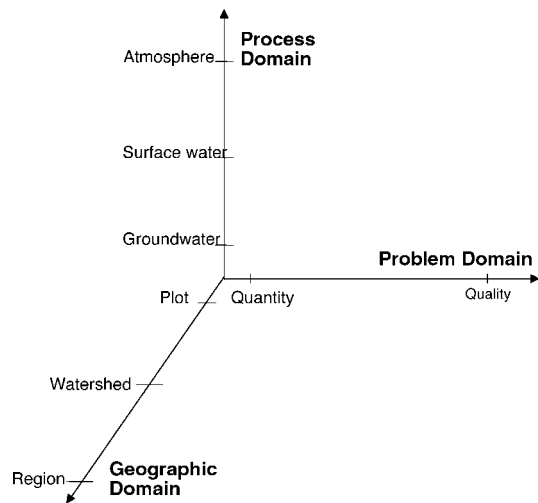 Process
Domain
Atmosphere
Surface water
Groundwater
Problem Domain
Plot
Quantity
Quality
Watershed
Region
Geographic
Domain